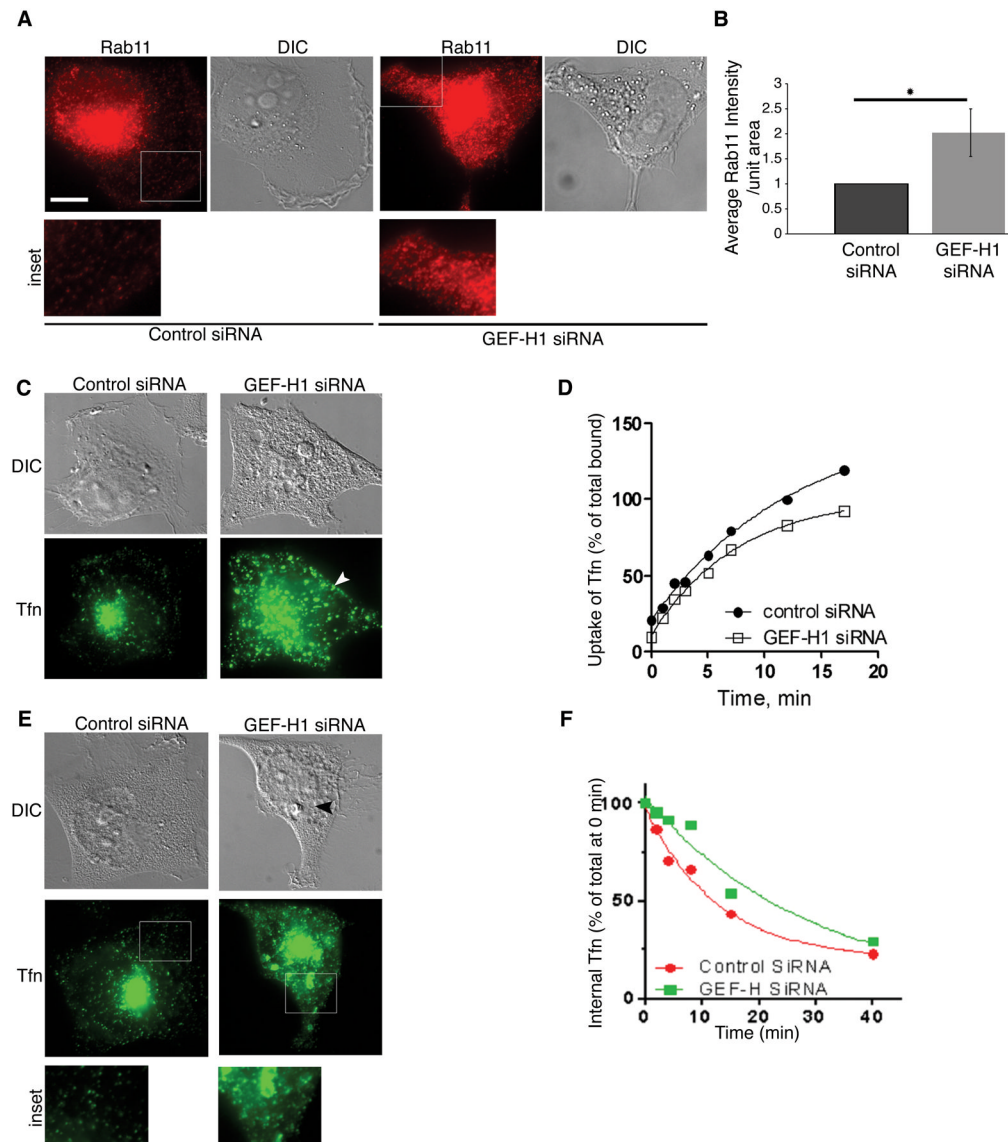 A
Rab11
DIC
Rab11
DIC
inset
Control siRNA
GEF-H1 siRNA
B
Average Rab11 Intensity
/unit area
3
2.5
2
1.5
1
0.5
0
*
Control
siRNA
GEF-H1
siRNA
C
Control siRNA
GEF-H1 siRNA
DIC
Tfn
D
Uptake of Tfn (% of total bound)
150
100
50
0
control siRNA
GEF-H1 siRNA
0
5
10
15
20
Time, min
E
Control siRNA
GEF-H1 siRNA
DIC
Tfn
inset
F
Internal Tfn (% of total at 0 min)
100
50
0
Control SiRNA
GEF-H SiRNA
0
10
20
30
40
Time (min)